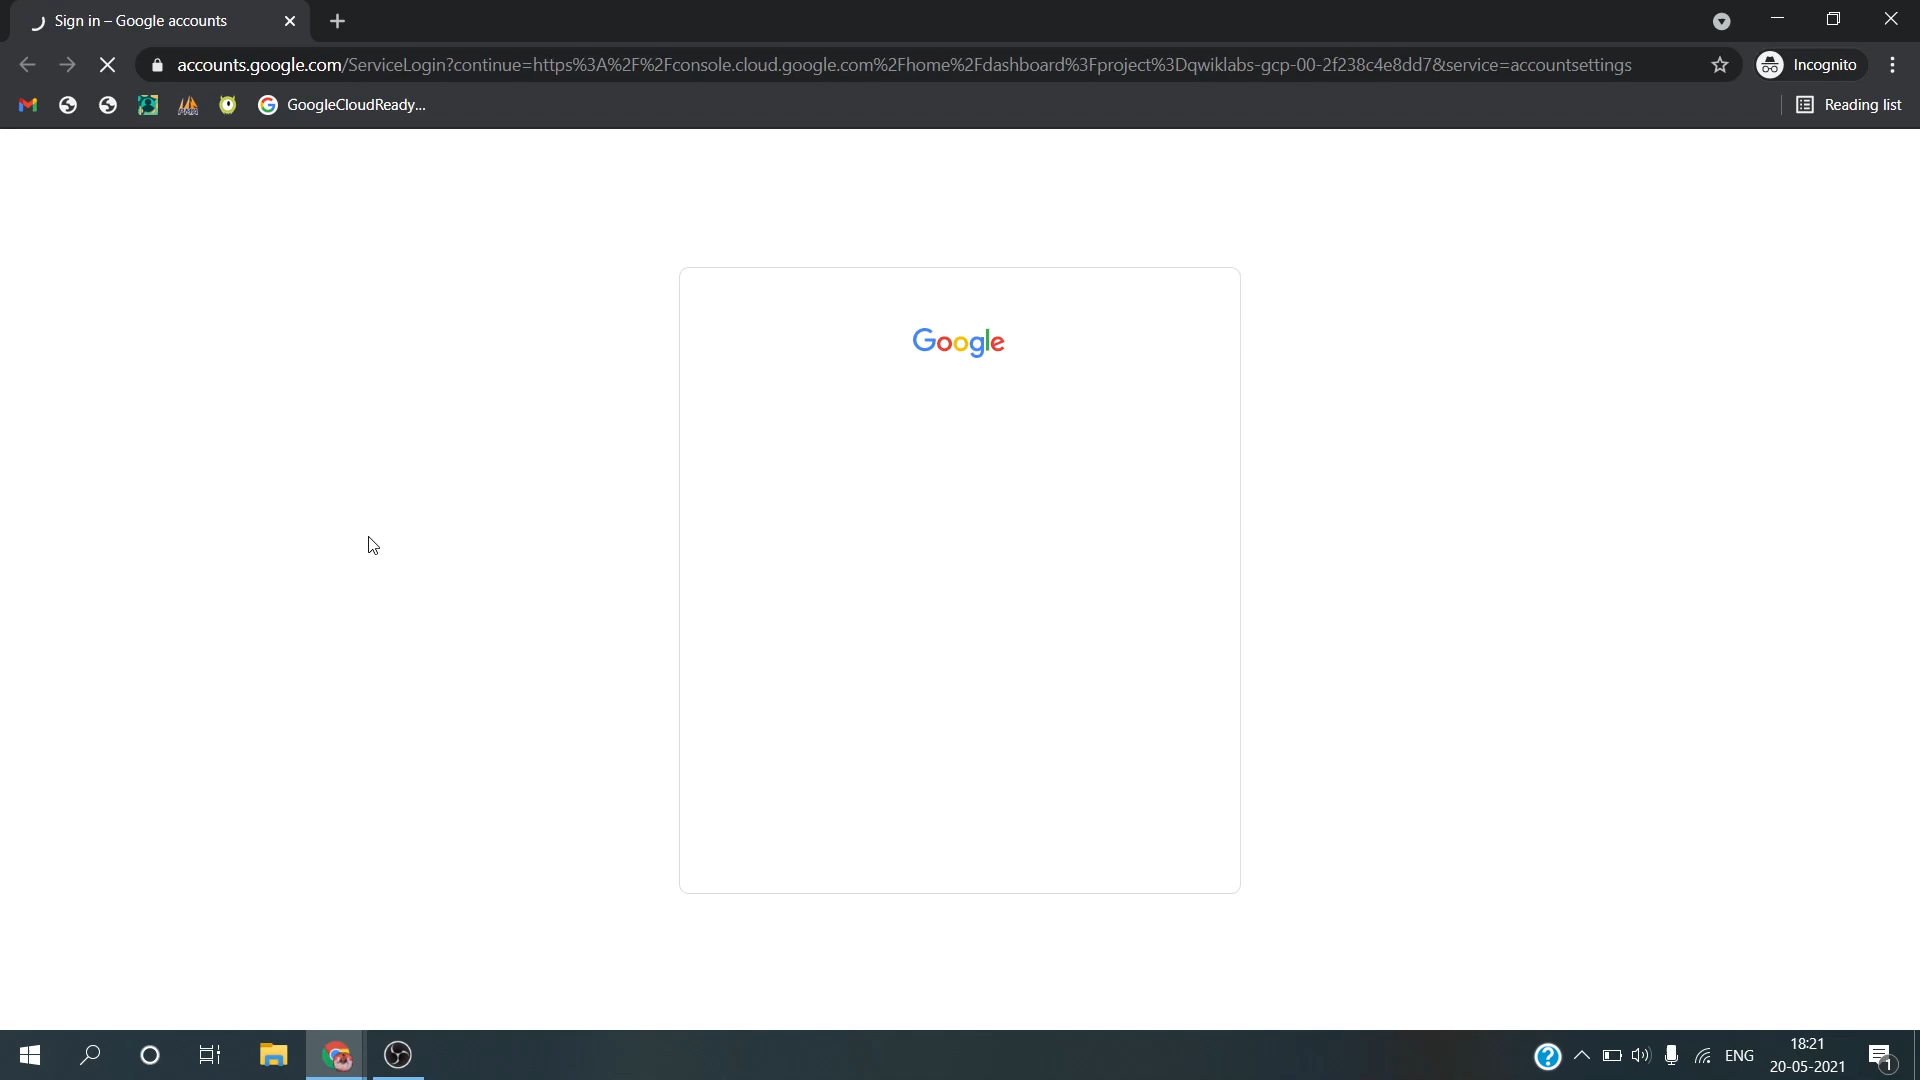 Sign in – Google accounts
accounts.google.com/ServiceLogin?continue=https%3A%2F%2Fconsole.cloud.google.com%2Fhome%2Fdashboard%3Fproject%3Dqwiklabs-gcp-00-2f238c4e8dd7&service=accountsettings
Incognito
GoogleCloudReady...
Reading list
Google
ENG
18:21
20-05-2021
1